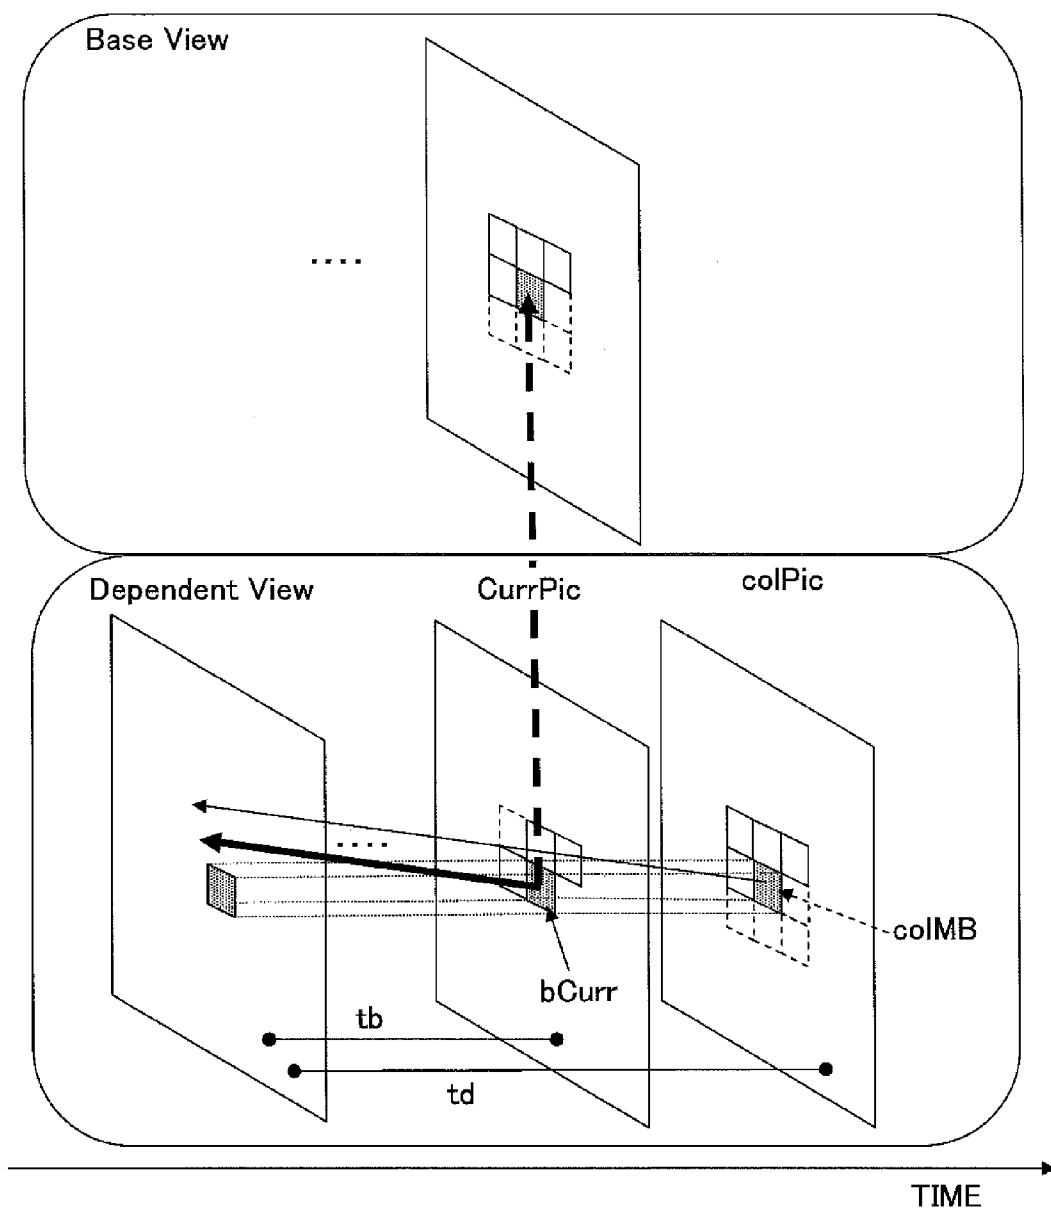 Base View
Dependent View
CurrPic
colPic
colMB
bCurr
tb
td
TIME